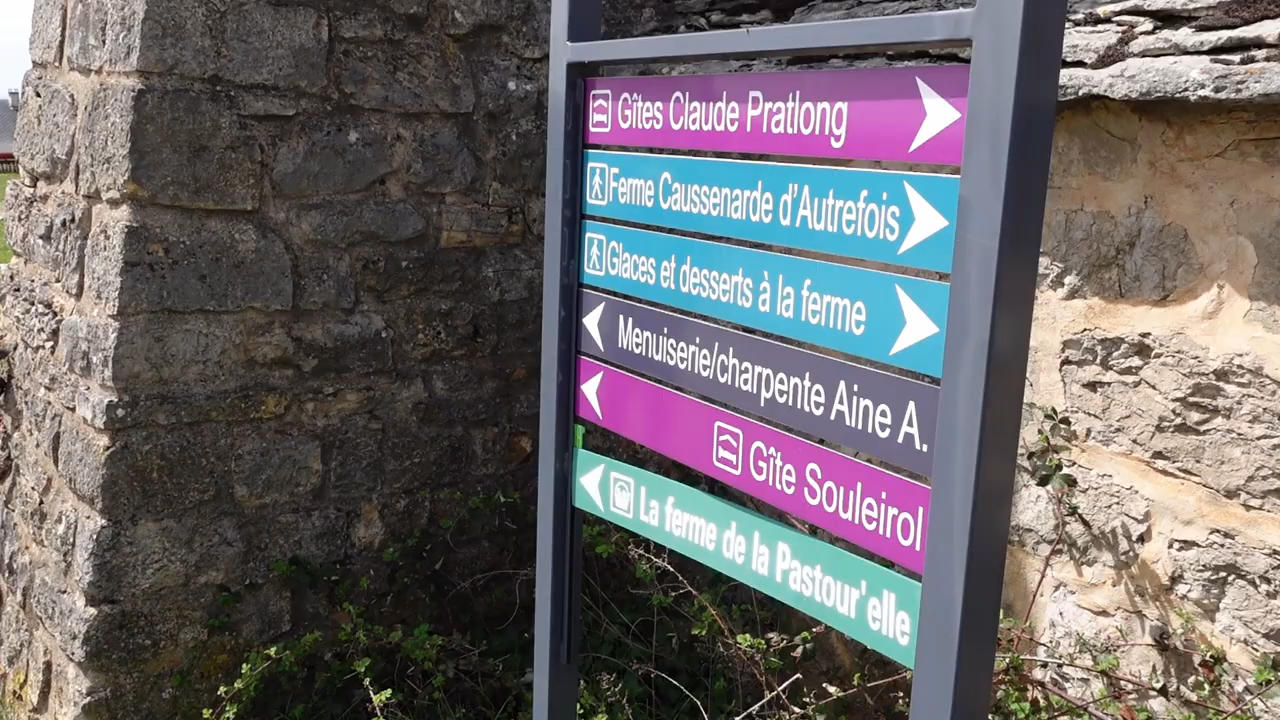 Gîtes Claude Pratlong
Ferme Caussenarde d'Autrefois
Glaces et desserts à la ferme
Menuiserie/charpente Aine A.
Gîte Souleirol
La ferme de la Pastour'elle